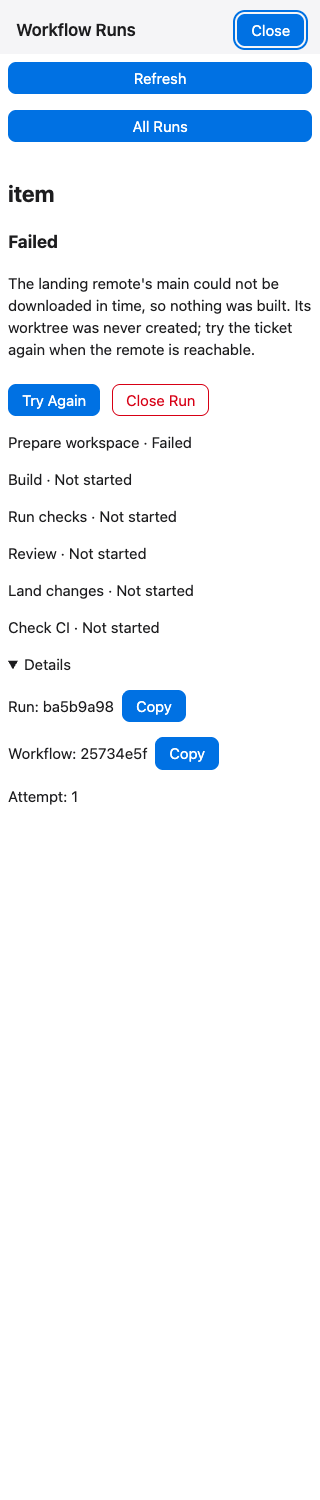 Workflow Runs
Close
Refresh
All Runs
item
Failed
The landing remote's main could not be
downloaded in time, so nothing was built. Its
worktree was never created; try the ticket
again when the remote is reachable.
Try Again
Close Run
Prepare workspace · Failed
Build · Not started
Run checks · Not started
Review · Not started
Land changes · Not started
Check CI · Not started
▼ Details
Run: ba5b9a98 Copy
Workflow: 25734e5f Copy
Attempt: 1